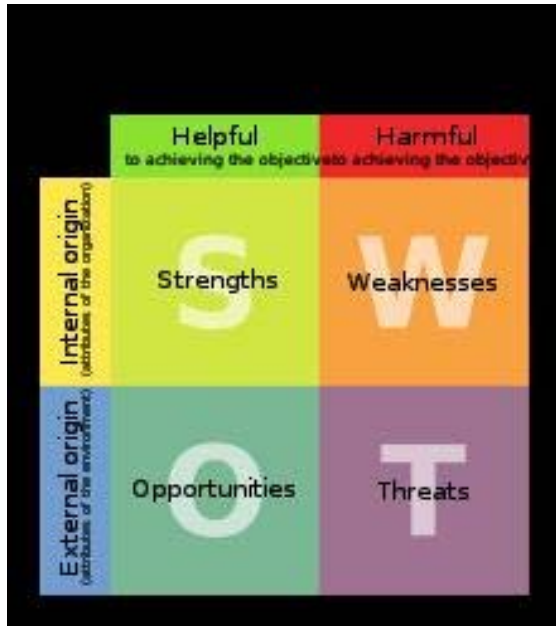 Helpful
to achieving the objective
Harmful
to achieving the objectiv
Internal origin
(attributes of the organization)
S
Strengths
W
Weaknesses
External origin
(attributes of the environment)
O
Opportunities
T
Threats